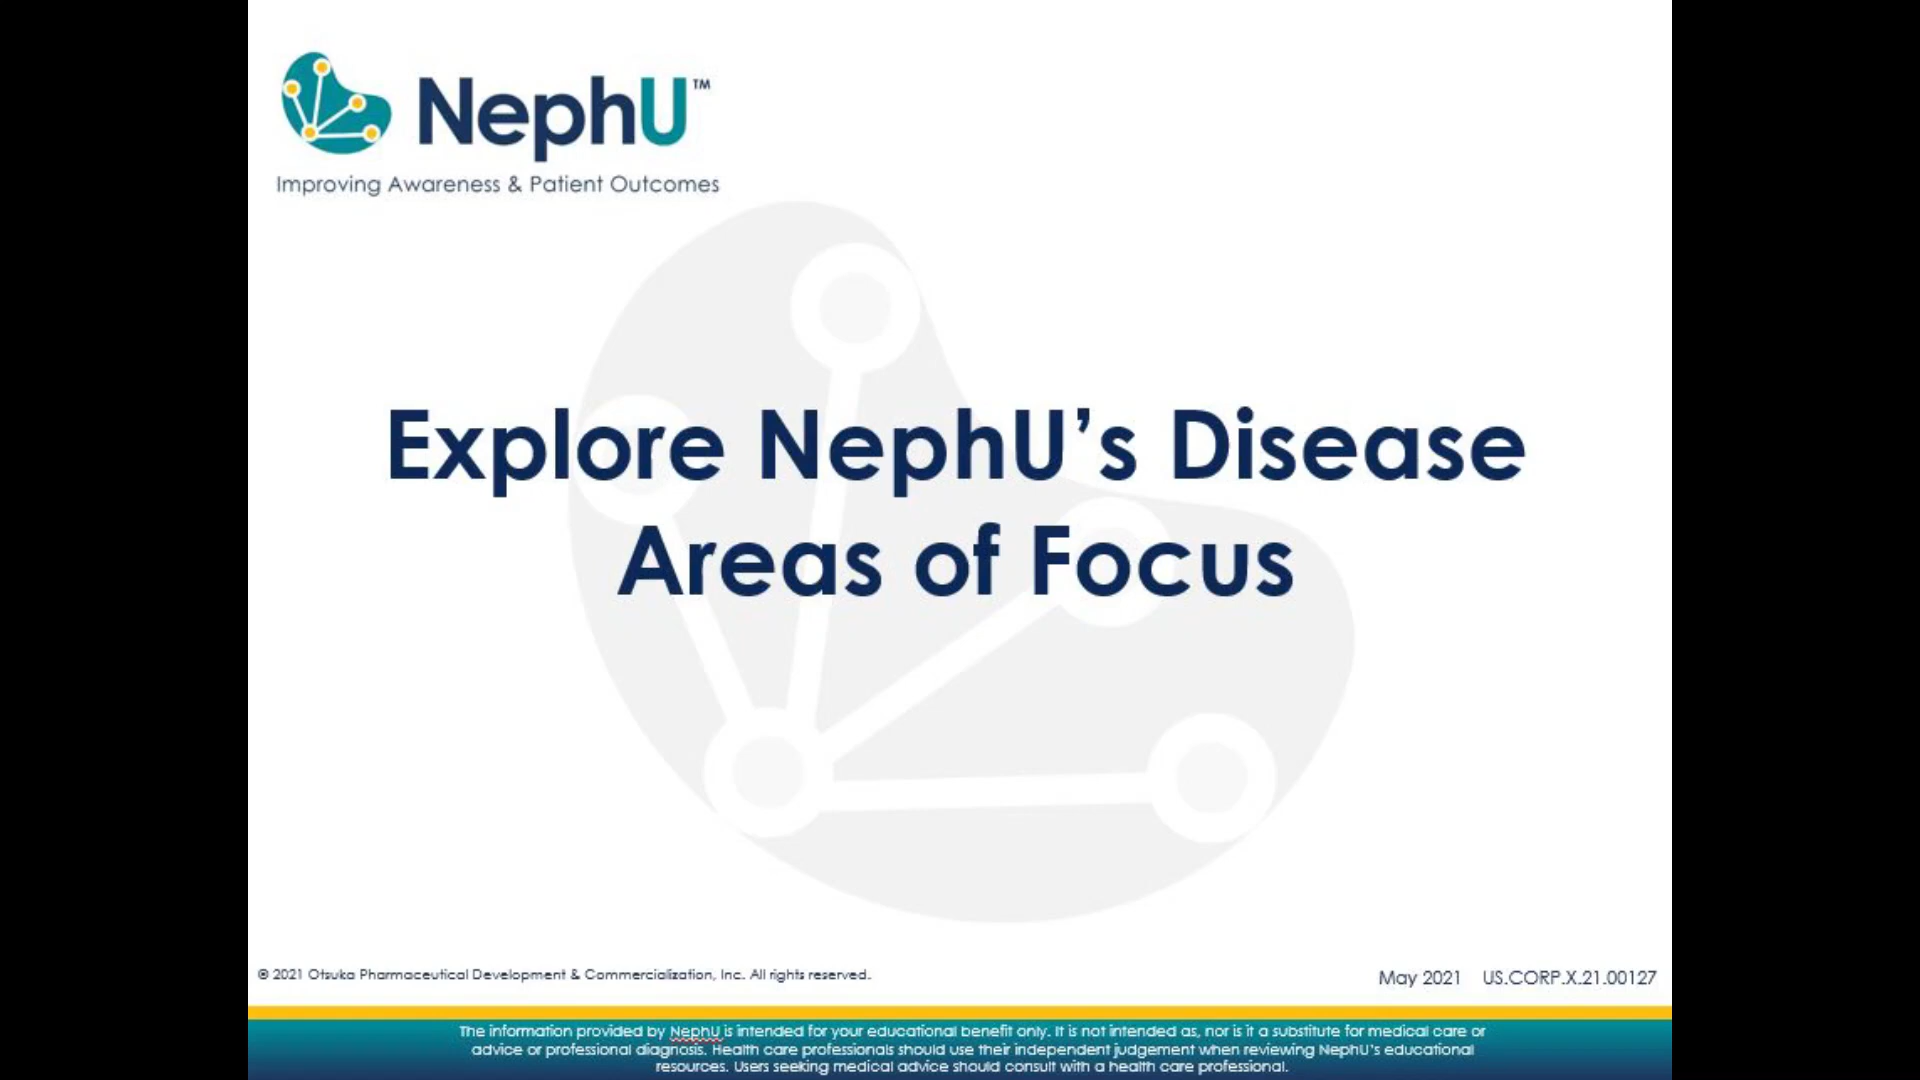 NephU™
Improving Awareness & Patient Outcomes
Explore NephU’s Disease
Areas of Focus
© 2021 Otsuka Pharmaceutical Development & Commercialization, Inc. All rights reserved.
May 2021 US.CORP.X.21.00127
The information provided by NephU is intended for your educational benefit only. It is not intended as, nor is it a substitute for medical care or
advice or professional diagnosis. Health care professionals should use their independent judgement when reviewing NephU's educational
resources. Users seeking medical advice should consult with a health care professional.